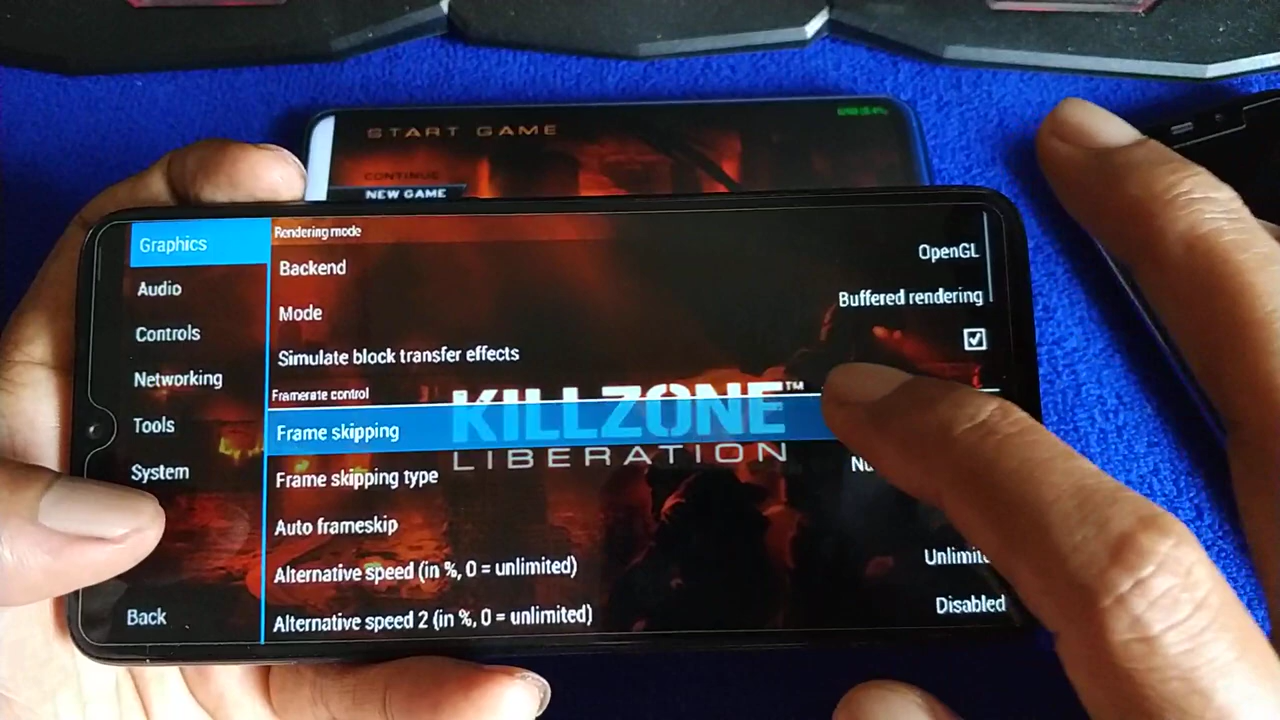 START GAME
CONTINUE
NEW GAME
Graphics
Audio
Controls
Networking
Tools
System
Back
Rendering mode
Backend
OpenGL
Mode
Buffered rendering
Simulate block transfer effects
Framerate control
Frame skipping
Frame skipping type
Auto frameskip
Alternative speed (in %, 0 = unlimited)
Alternative speed 2 (in %, 0 = unlimited)
Disabled
KILLZONE™
LIBERATION